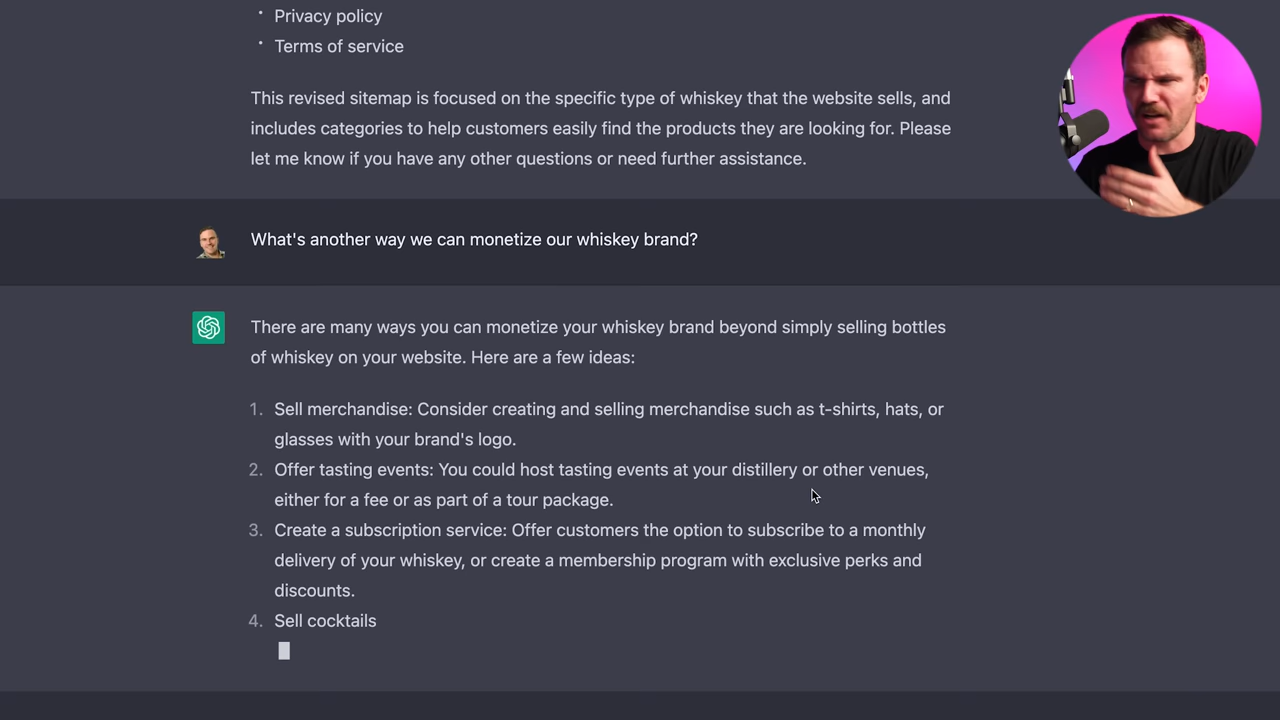 • Privacy policy
• Terms of service
This revised sitemap is focused on the specific type of whiskey that the website sells, and
includes categories to help customers easily find the products they are looking for. Please
let me know if you have any other questions or need further assistance.
What's another way we can monetize our whiskey brand?
There are many ways you can monetize your whiskey brand beyond simply selling bottles
of whiskey on your website. Here are a few ideas:
1. Sell merchandise: Consider creating and selling merchandise such as t-shirts, hats, or
glasses with your brand's logo.
2. Offer tasting events: You could host tasting events at your distillery or other venues,
either for a fee or as part of a tour package.
3. Create a subscription service: Offer customers the option to subscribe to a monthly
delivery of your whiskey, or create a membership program with exclusive perks and
discounts.
4. Sell cocktails